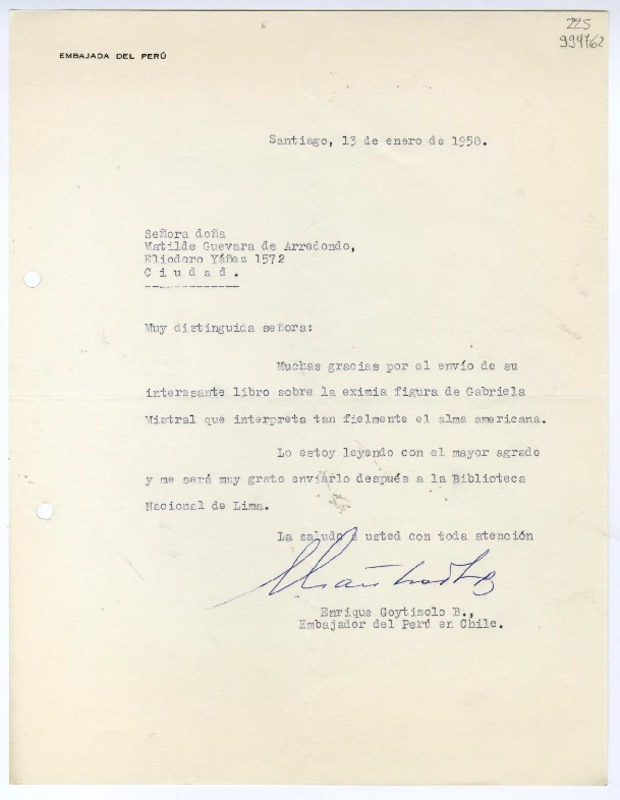 225
994762
EMBAJADA DEL PERÚ
Santiago, 13 de enero de 1958.
Señora doña
Matilde Guevara de Arredondo,
Eliodoro Yáñez 1572
C i u d a d .
-------------
Muy distinguida señora:
Muchas gracias por el envío de su
interesante libro sobre la eximia figura de Gabriela
Mistral que interpreta tan fielmente el alma americana.
Lo estoy leyendo con el mayor agrado
y me será muy grato enviarlo después a la Biblioteca
Nacional de Lima.
La saluda a usted con toda atención
Enrique Goytisolo B.,
Embajador del Perú en Chile.